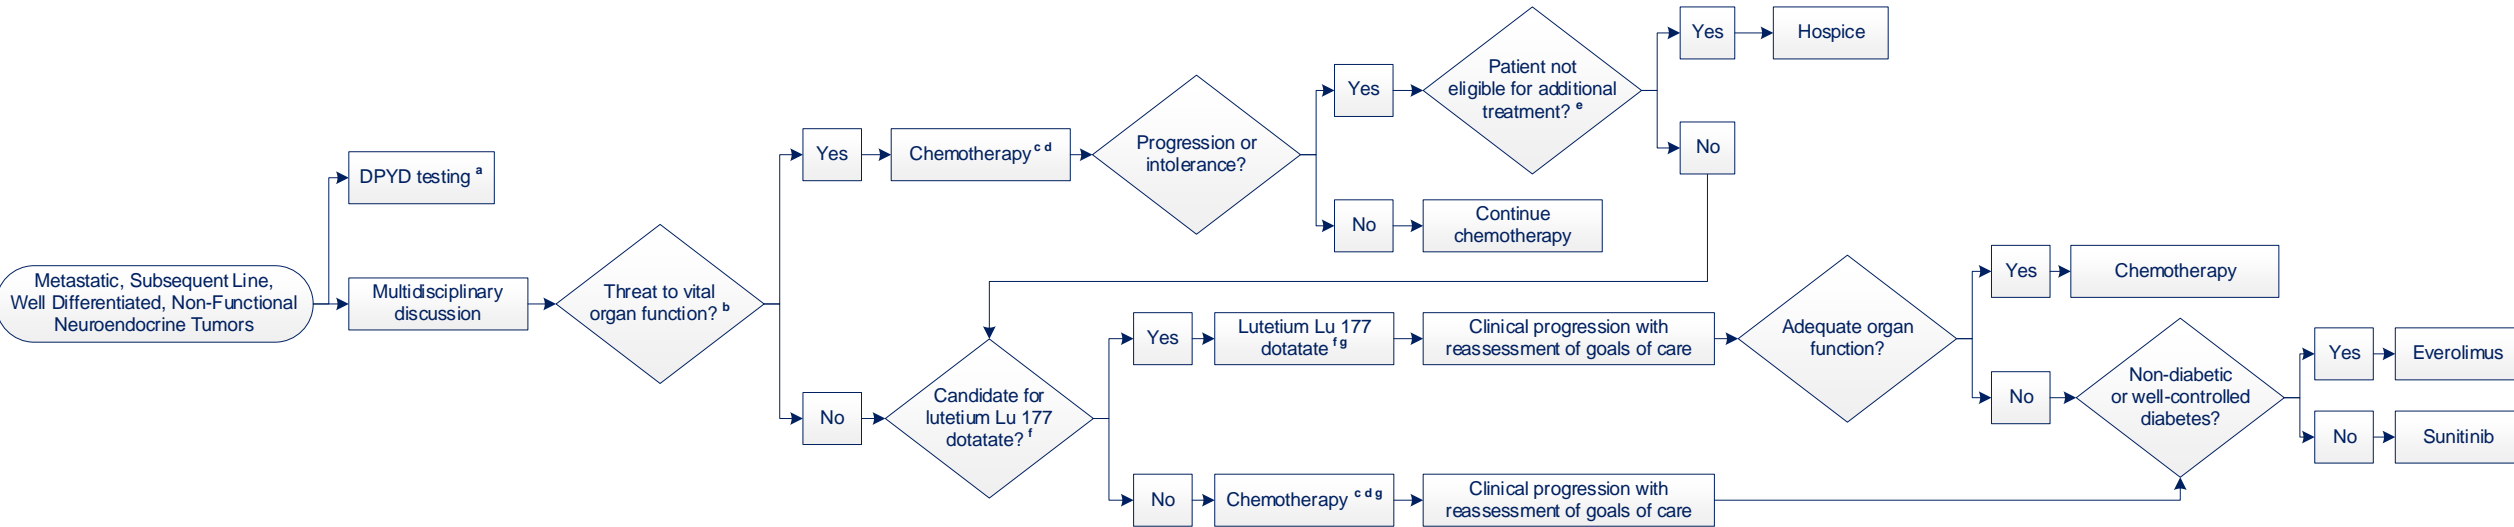 Metastatic, Subsequent Line,
Well Differentiated, Non-Functional
Neuroendocrine Tumors
DPYD testing a
Multidisciplinary
discussion
Threat to vital
organ function? b
Yes
Chemotherapy c d
Progression or
intolerance?
Yes
Patient not
eligible for additional
treatment? e
Yes
Hospice
No
No
Continue
chemotherapy
No
Candidate for
lutetium Lu 177
dotatate? f
Yes
Lutetium Lu 177
dotatate f g
Clinical progression with
reassessment of goals of care
Adequate organ
function?
Yes
Chemotherapy
No
Non-diabetic
or well-controlled
diabetes?
Yes
Everolimus
No
Sunitinib
No
Chemotherapy c d g
Clinical progression with
reassessment of goals of care